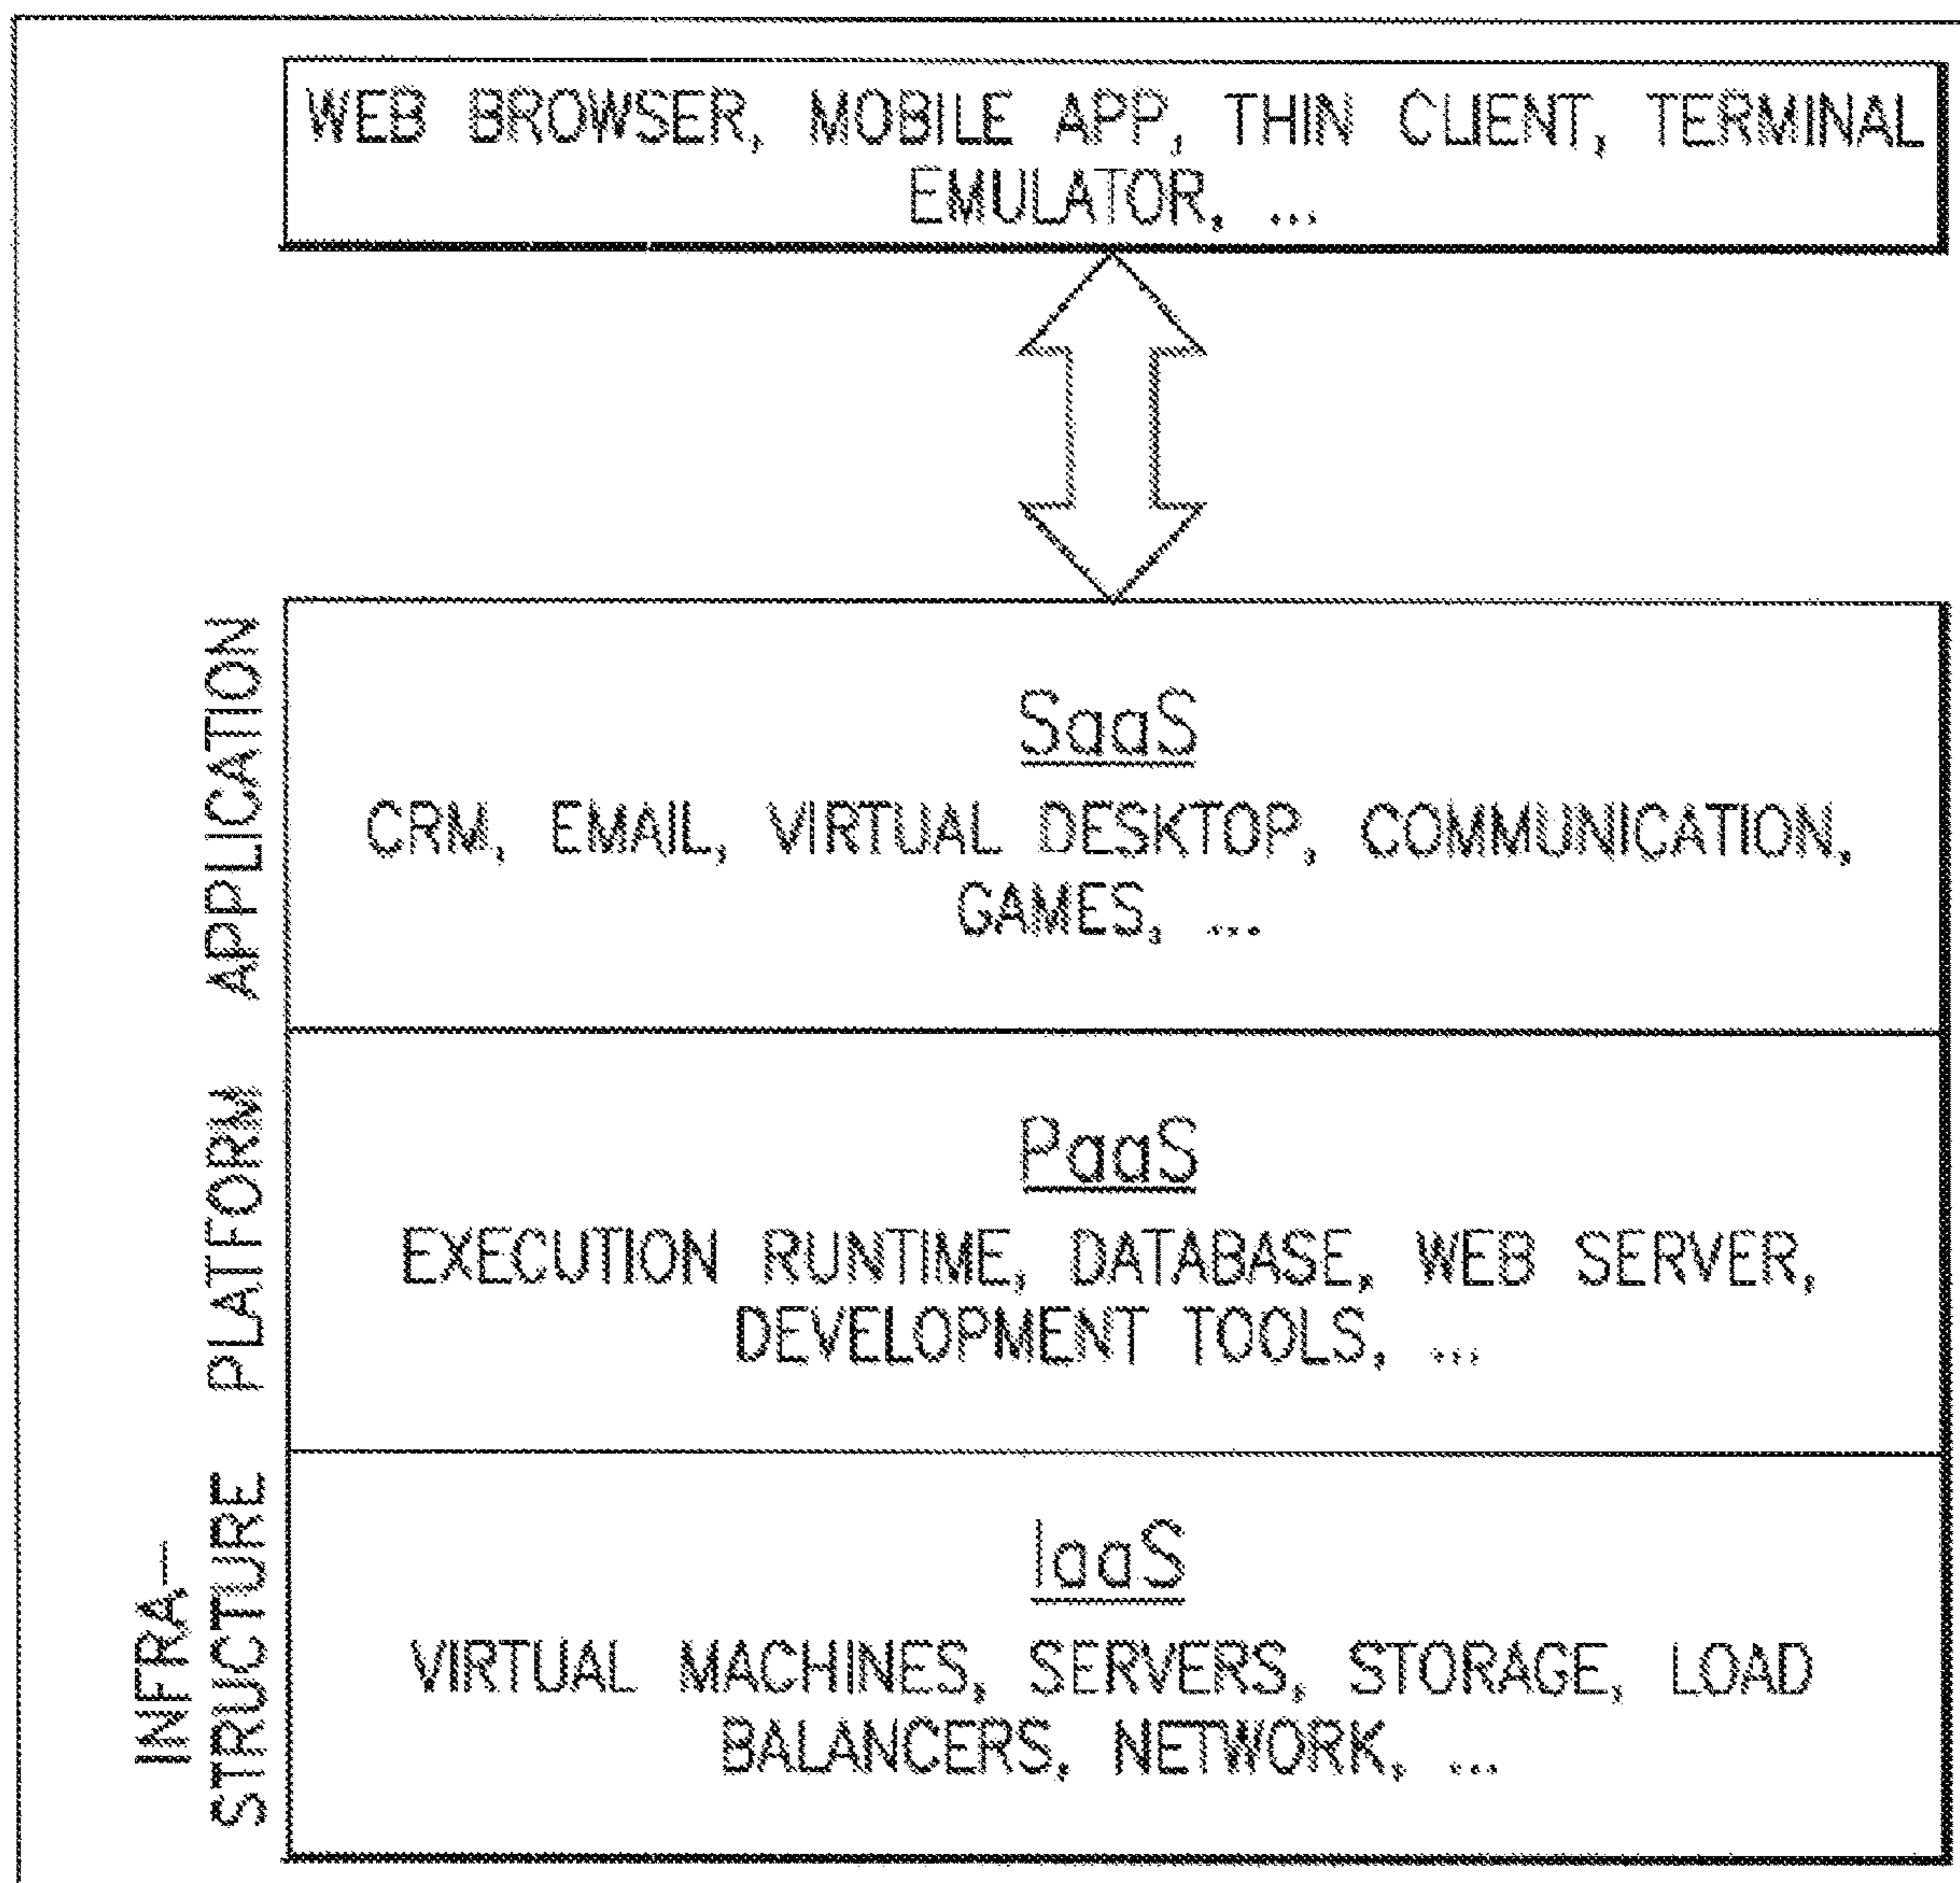 WEB BROWSER, MOBILE APP, THIN CLIENT, TERMINAL
EMULATOR, ...
APPLICATION
SaaS
CRM, EMAIL, VIRTUAL DESKTOP, COMMUNICATION,
GAMES, ...
PLATFORM
PaaS
EXECUTION RUNTIME, DATABASE, WEB SERVER,
DEVELOPMENT TOOLS, ...
INFRA-
STRUCTURE
IaaS
VIRTUAL MACHINES, SERVERS, STORAGE, LOAD
BALANCERS, NETWORK, ...